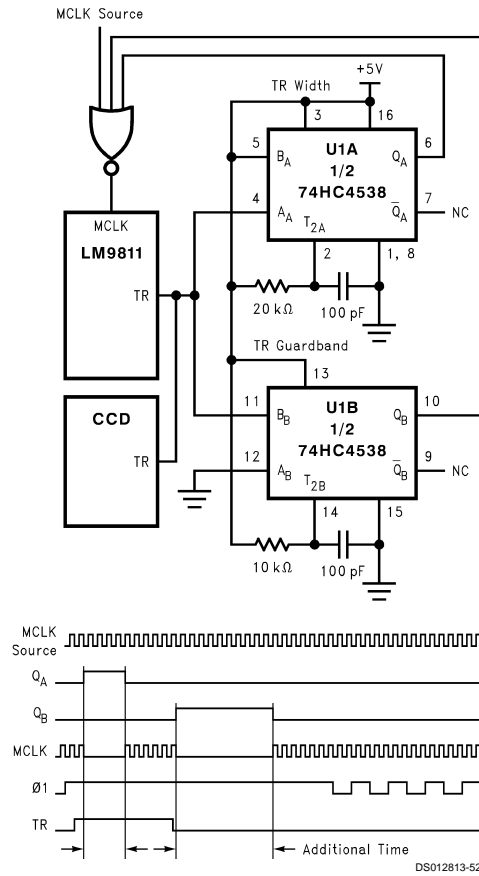 MCLK Source
+5V
TR Width
3
16
5
B_A
U1A
Q_A
6
1/2
4
A_A
74HC4538
Q̅_A
7
NC
T_2A
MCLK
LM9811
2
1, 8
TR
20 kΩ
100 pF
TR Guardband
13
CCD
11
B_B
U1B
Q_B
10
1/2
TR
12
A_B
74HC4538
Q̅_B
9
NC
T_2B
14
15
10 kΩ
100 pF
MCLK
Source
Q_A
Q_B
MCLK
Ø1
TR
Additional Time
DS012813-52